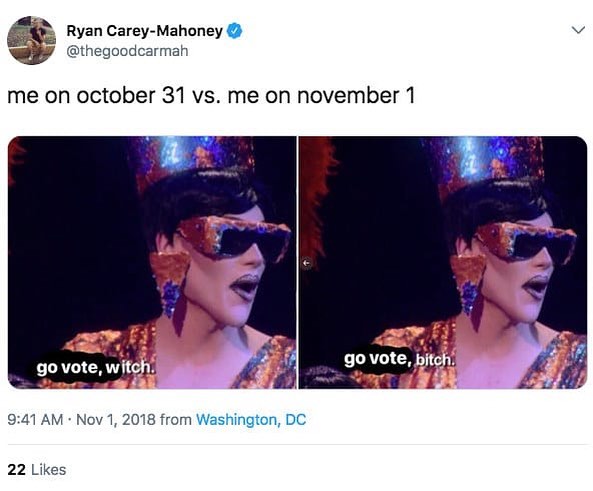 Ryan Carey-Mahoney
@thegoodcarmah
me on october 31 vs. me on november 1
go vote, witch.
go vote, bitch.
9:41 AM · Nov 1, 2018 from Washington, DC
22 Likes